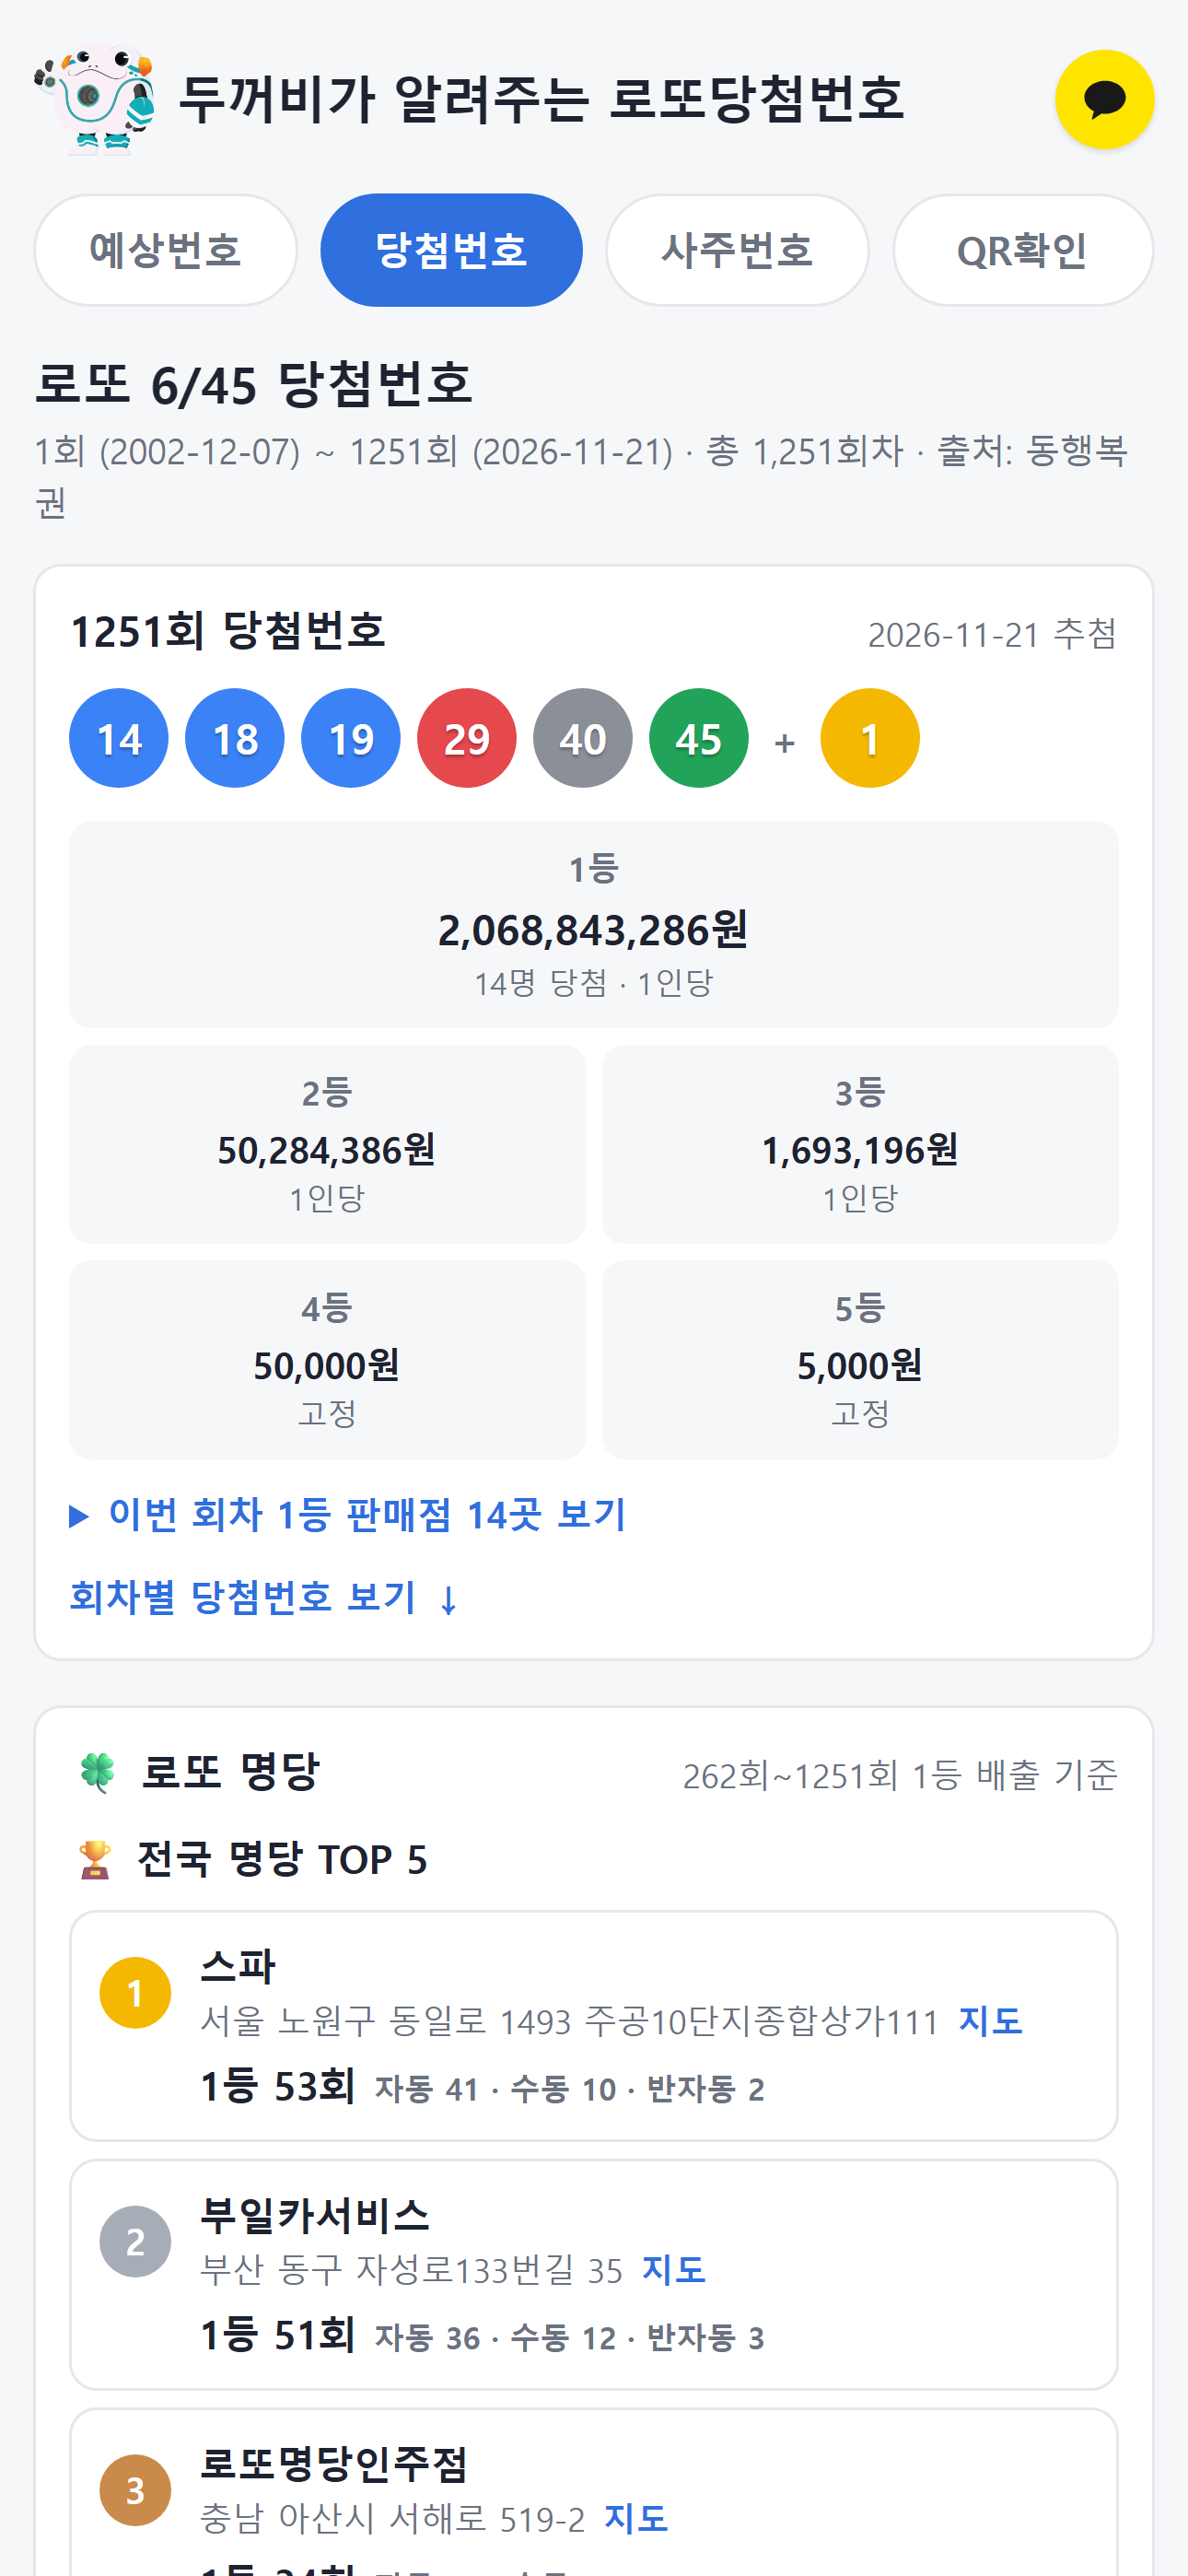 두꺼비가 알려주는 로또당첨번호
예상번호 당첨번호 사주번호 QR확인
로또 6/45 당첨번호
1회 (2002-12-07) ~ 1251회 (2026-11-21) · 총 1,251회차 · 출처: 동행복
권
1251회 당첨번호 2026-11-21 추첨
14 18 19 29 40 45 + 1
1등
2,068,843,286원
14명 당첨 · 1인당
2등 3등
50,284,386원 1,693,196원
1인당 1인당
4등 5등
50,000원 5,000원
고정 고정
▶ 이번 회차 1등 판매점 14곳 보기
회차별 당첨번호 보기 ↓
🍀 로또 명당 262회~1251회 1등 배출 기준
🏆 전국 명당 TOP 5
1 스파
서울 노원구 동일로 1493 주공10단지종합상가111 지도
1등 53회 자동 41 · 수동 10 · 반자동 2
2 부일카서비스
부산 동구 자성로133번길 35 지도
1등 51회 자동 36 · 수동 12 · 반자동 3
3 로또명당인주점
충남 아산시 서해로 519-2 지도